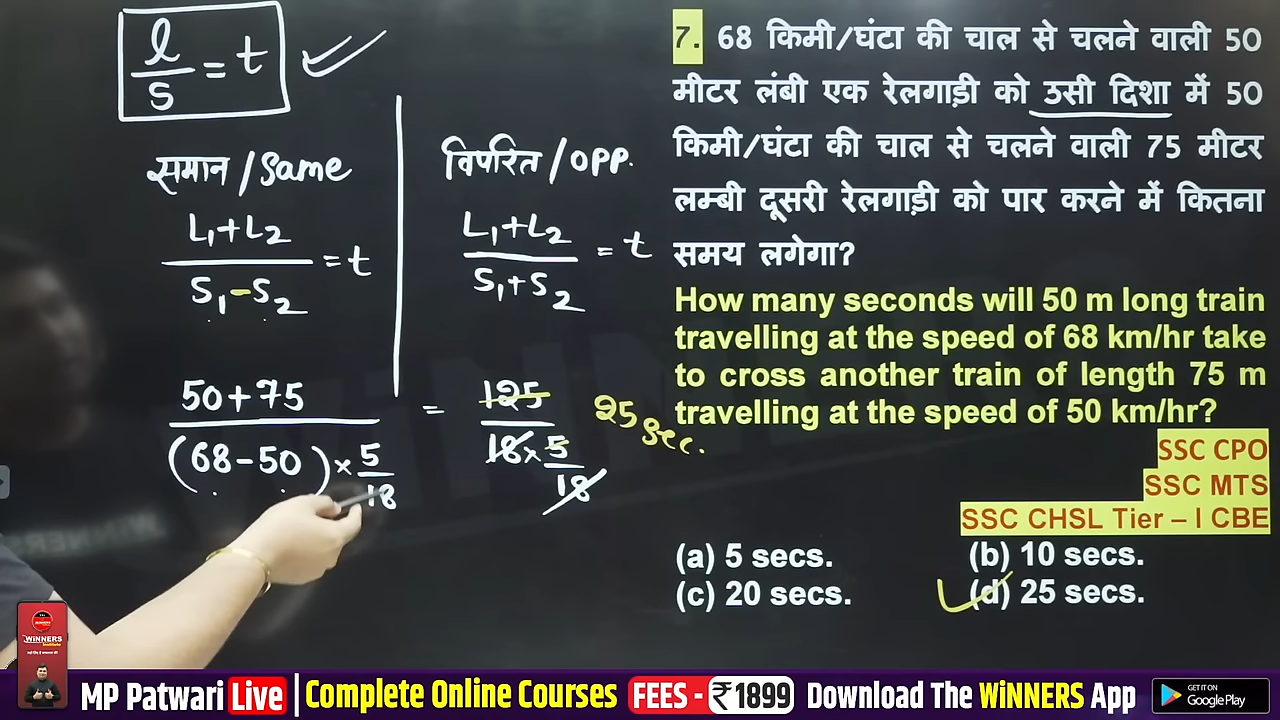 l/s = t
समान / Same
L₁+L₂ / S₁-S₂ = t
विपरित / OPP.
L₁+L₂ / S₁+S₂ = t
50+75 / (68-50) × 5/18 = 125 / 18×5/18
25 sec.
7. 68 किमी/घंटा की चाल से चलने वाली 50
मीटर लंबी एक रेलगाड़ी को उसी दिशा में 50
किमी/घंटा की चाल से चलने वाली 75 मीटर
लम्बी दूसरी रेलगाड़ी को पार करने में कितना
समय लगेगा?
How many seconds will 50 m long train
travelling at the speed of 68 km/hr take
to cross another train of length 75 m
travelling at the speed of 50 km/hr?
SSC CPO
SSC MTS
SSC CHSL Tier – I CBE
(a) 5 secs. (b) 10 secs.
(c) 20 secs. (d) 25 secs.
WiNNERS
institute
MP Patwari Live Complete Online Courses FEES - ₹1899 Download The WiNNERS App GET IT ON Google Play